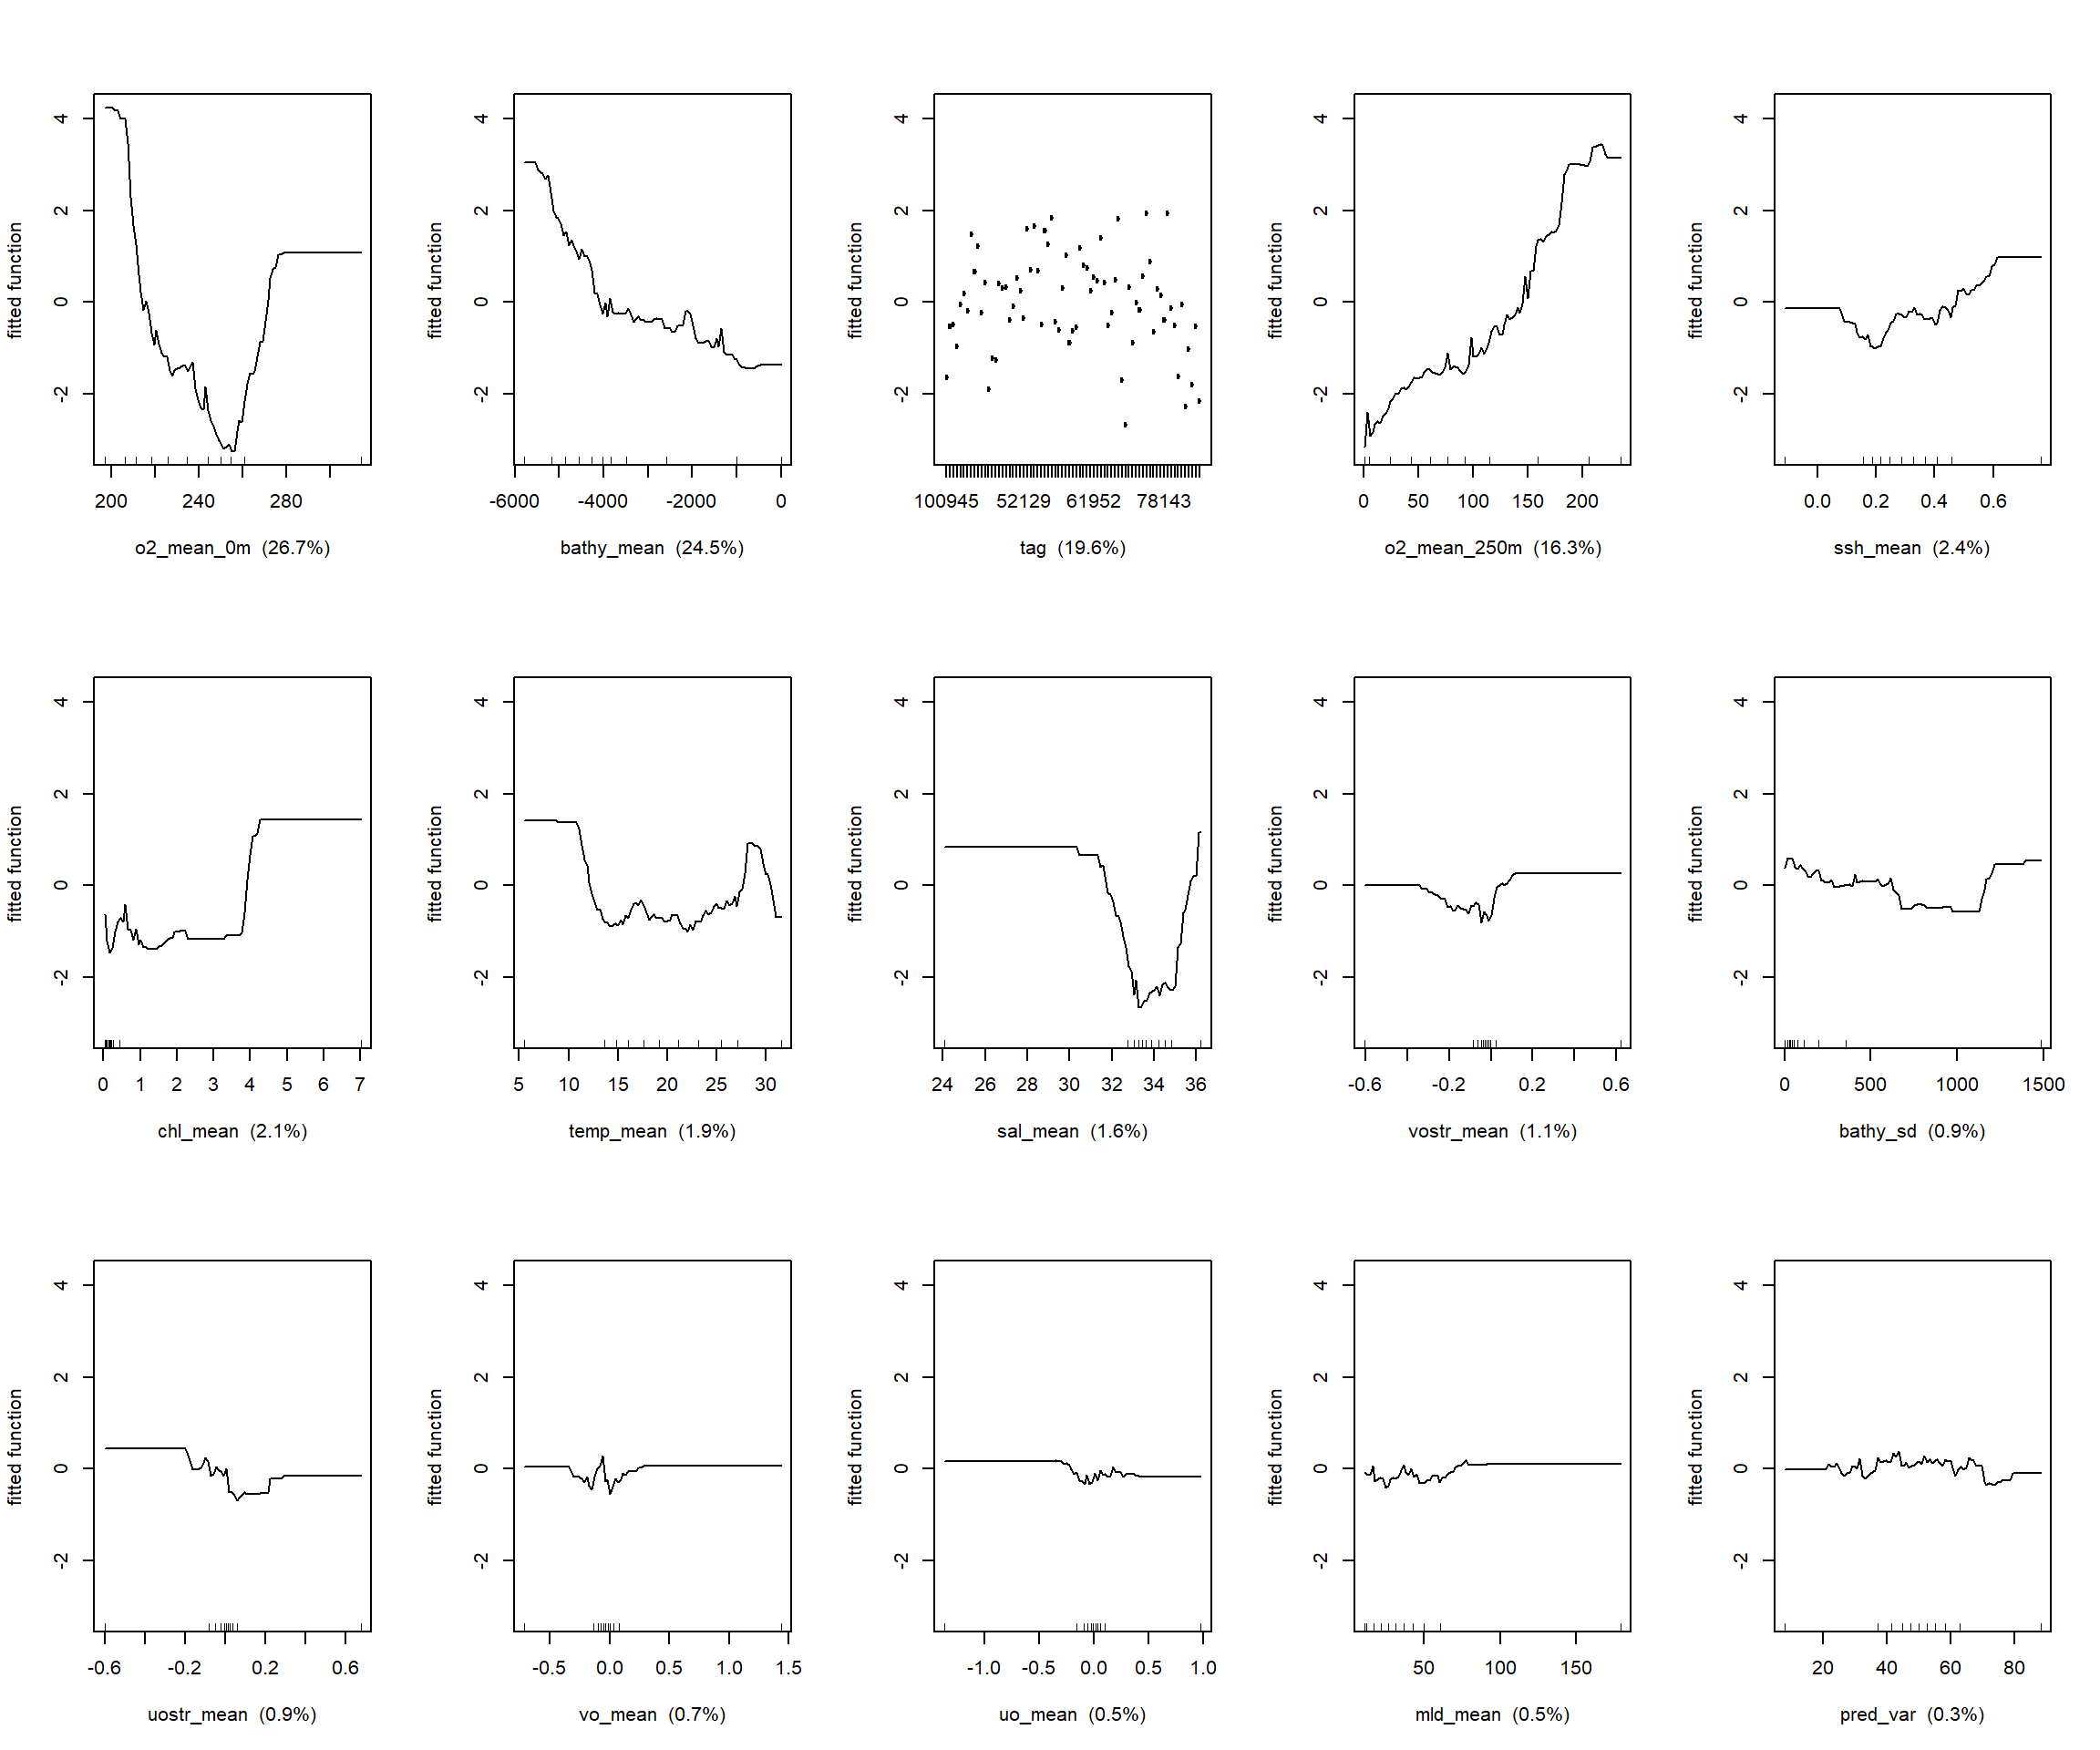 fitted function
4
2
0
-2
200 240 280
o2_mean_0m (26.7%)
fitted function
4
2
0
-2
-6000 -4000 -2000 0
bathy_mean (24.5%)
fitted function
4
2
0
-2
100945 52129 61952 78143
tag (19.6%)
fitted function
4
2
0
-2
0 50 100 150 200
o2_mean_250m (16.3%)
fitted function
4
2
0
-2
0.0 0.2 0.4 0.6
ssh_mean (2.4%)
fitted function
4
2
0
-2
0 1 2 3 4 5 6 7
chl_mean (2.1%)
fitted function
4
2
0
-2
5 10 15 20 25 30
temp_mean (1.9%)
fitted function
4
2
0
-2
24 26 28 30 32 34 36
sal_mean (1.6%)
fitted function
4
2
0
-2
-0.6 -0.2 0.2 0.6
vostr_mean (1.1%)
fitted function
4
2
0
-2
0 500 1000 1500
bathy_sd (0.9%)
fitted function
4
2
0
-2
-0.6 -0.2 0.2 0.6
uostr_mean (0.9%)
fitted function
4
2
0
-2
-0.5 0.0 0.5 1.0 1.5
vo_mean (0.7%)
fitted function
4
2
0
-2
-1.0 -0.5 0.0 0.5 1.0
uo_mean (0.5%)
fitted function
4
2
0
-2
50 100 150
mld_mean (0.5%)
fitted function
4
2
0
-2
20 40 60 80
pred_var (0.3%)